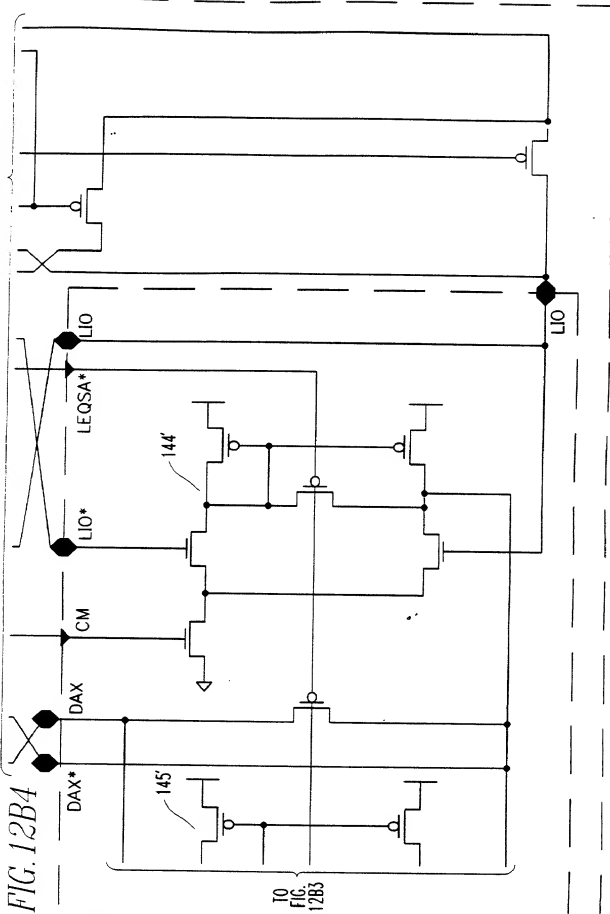 FIG. 12B4
DAX*
DAX
CM
LIO*
LEQSA*
LIO
LIO
144'
145'
TO
FIG.
12B3